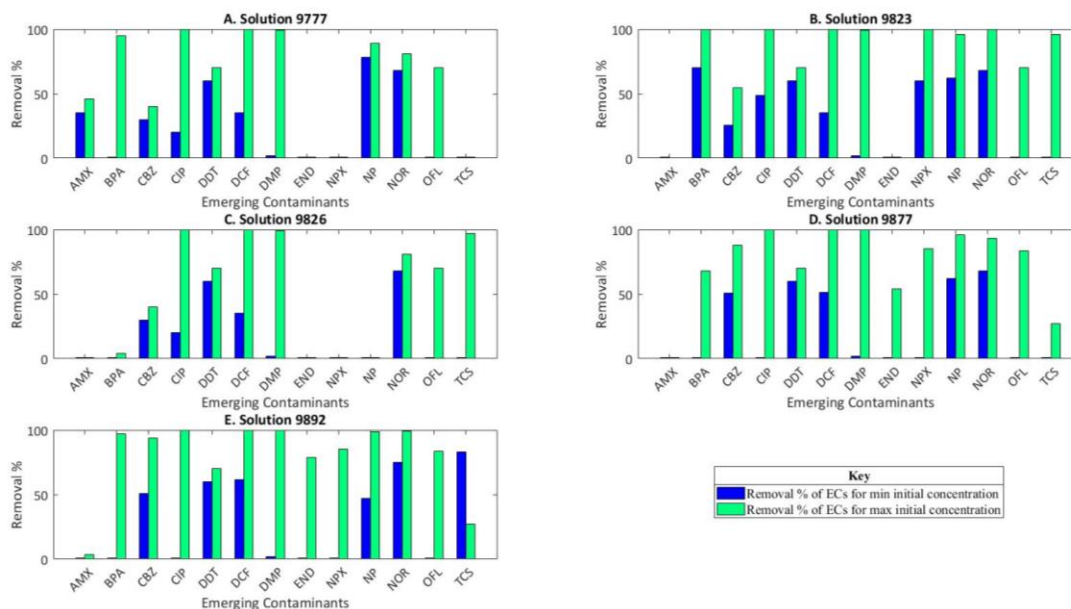 A. Solution 9777
100
50
0
Removal %
AMX
BPA
CBZ
CIP
DDT
DCF
DMP
END
NPX
NP
NOR
OFL
TCS
Emerging Contaminants
B. Solution 9823
100
50
0
Removal %
AMX
BPA
CBZ
CIP
DDT
DCF
DMP
END
NPX
NP
NOR
OFL
TCS
Emerging Contaminants
C. Solution 9826
100
50
0
Removal %
AMX
BPA
CBZ
CIP
DDT
DCF
DMP
END
NPX
NP
NOR
OFL
TCS
Emerging Contaminants
D. Solution 9877
100
50
0
Removal %
AMX
BPA
CBZ
CIP
DDT
DCF
DMP
END
NPX
NP
NOR
OFL
TCS
Emerging Contaminants
E. Solution 9892
100
50
0
Removal %
AMX
BPA
CBZ
CIP
DDT
DCF
DMP
END
NPX
NP
NOR
OFL
TCS
Emerging Contaminants
Key
Removal % of ECs for min initial concentration
Removal % of ECs for max initial concentration